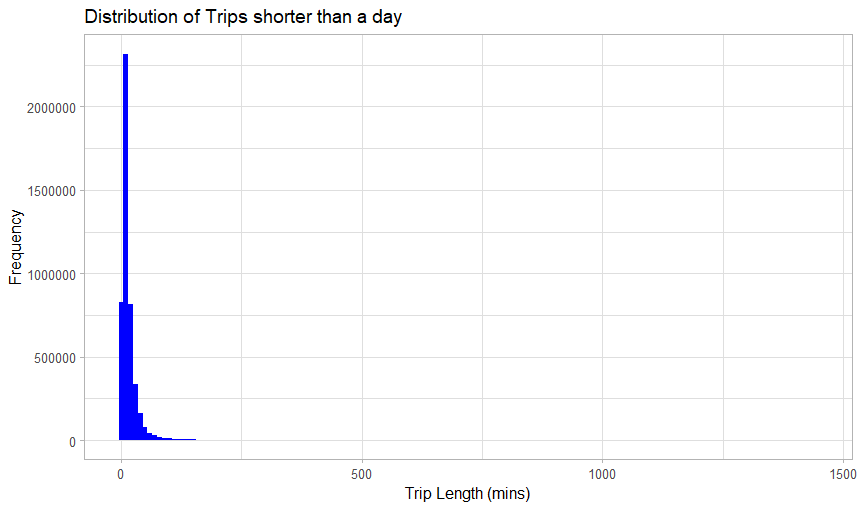 Distribution of Trips shorter than a day
2000000
1500000
1000000
500000
0
Frequency
0 500 1000 1500
Trip Length (mins)